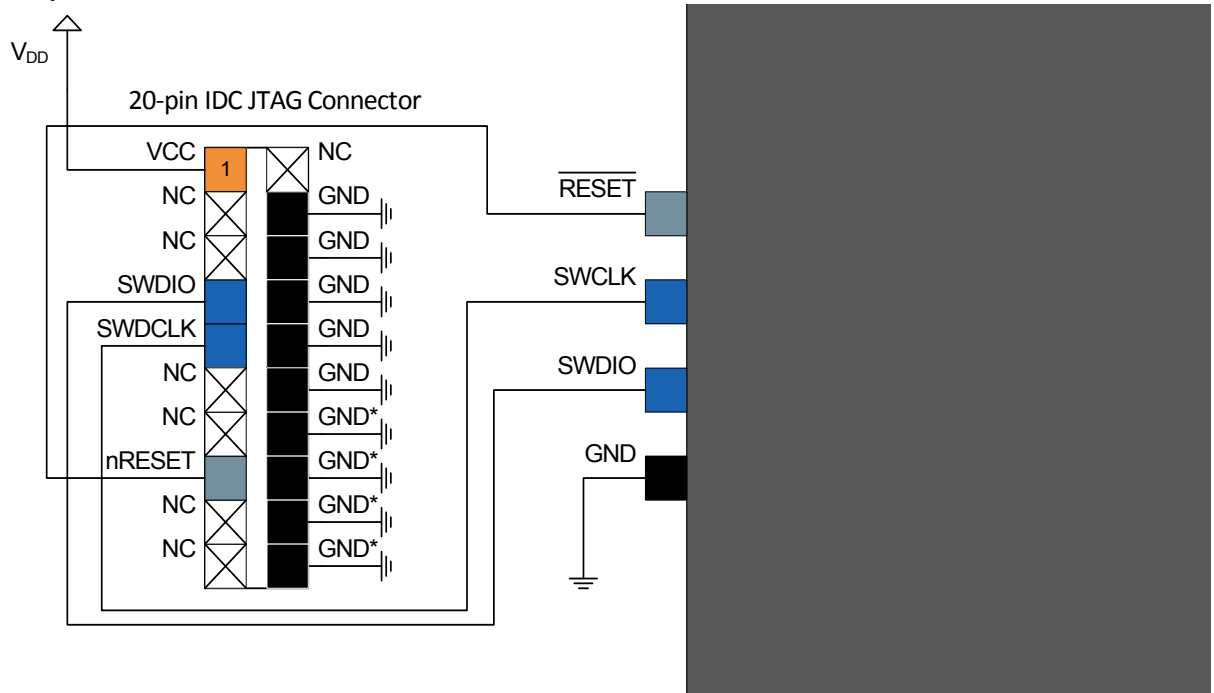 V_DD
20-pin IDC JTAG Connector
VCC 1 NC
NC GND
NC GND
SWDIO GND
SWDCLK GND
NC GND
NC GND*
nRESET GND*
NC GND*
NC GND*
RESET
SWCLK
SWDIO
GND